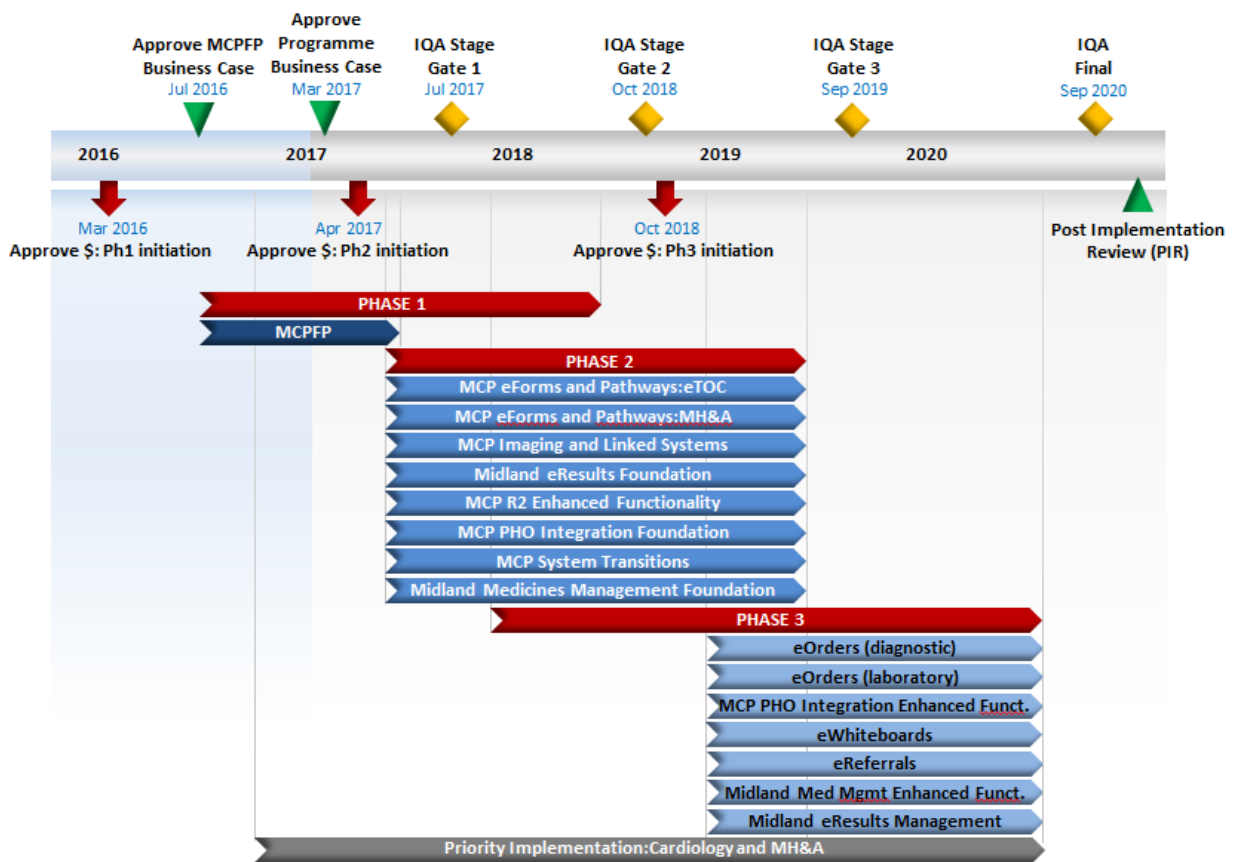 Approve MCPFP
Business Case
Jul 2016
Approve
Programme
Business Case
Mar 2017
IQA Stage
Gate 1
Jul 2017
IQA Stage
Gate 2
Oct 2018
IQA Stage
Gate 3
Sep 2019
IQA
Final
Sep 2020
2016
2017
2018
2019
2020
Mar 2016
Approve $: Ph1 initiation
Apr 2017
Approve $: Ph2 initiation
Oct 2018
Approve $: Ph3 initiation
Post Implementation
Review (PIR)
PHASE 1
MCPFP
PHASE 2
MCP eForms and Pathways:eTOC
MCP eForms and Pathways:MH&A
MCP Imaging and Linked Systems
Midland eResults Foundation
MCP R2 Enhanced Functionality
MCP PHO Integration Foundation
MCP System Transitions
Midland Medicines Management Foundation
PHASE 3
eOrders (diagnostic)
eOrders (laboratory)
MCP PHO Integration Enhanced Funct.
eWhiteboards
eReferrals
Midland Med Mgmt Enhanced Funct.
Midland eResults Management
Priority Implementation:Cardiology and MH&A